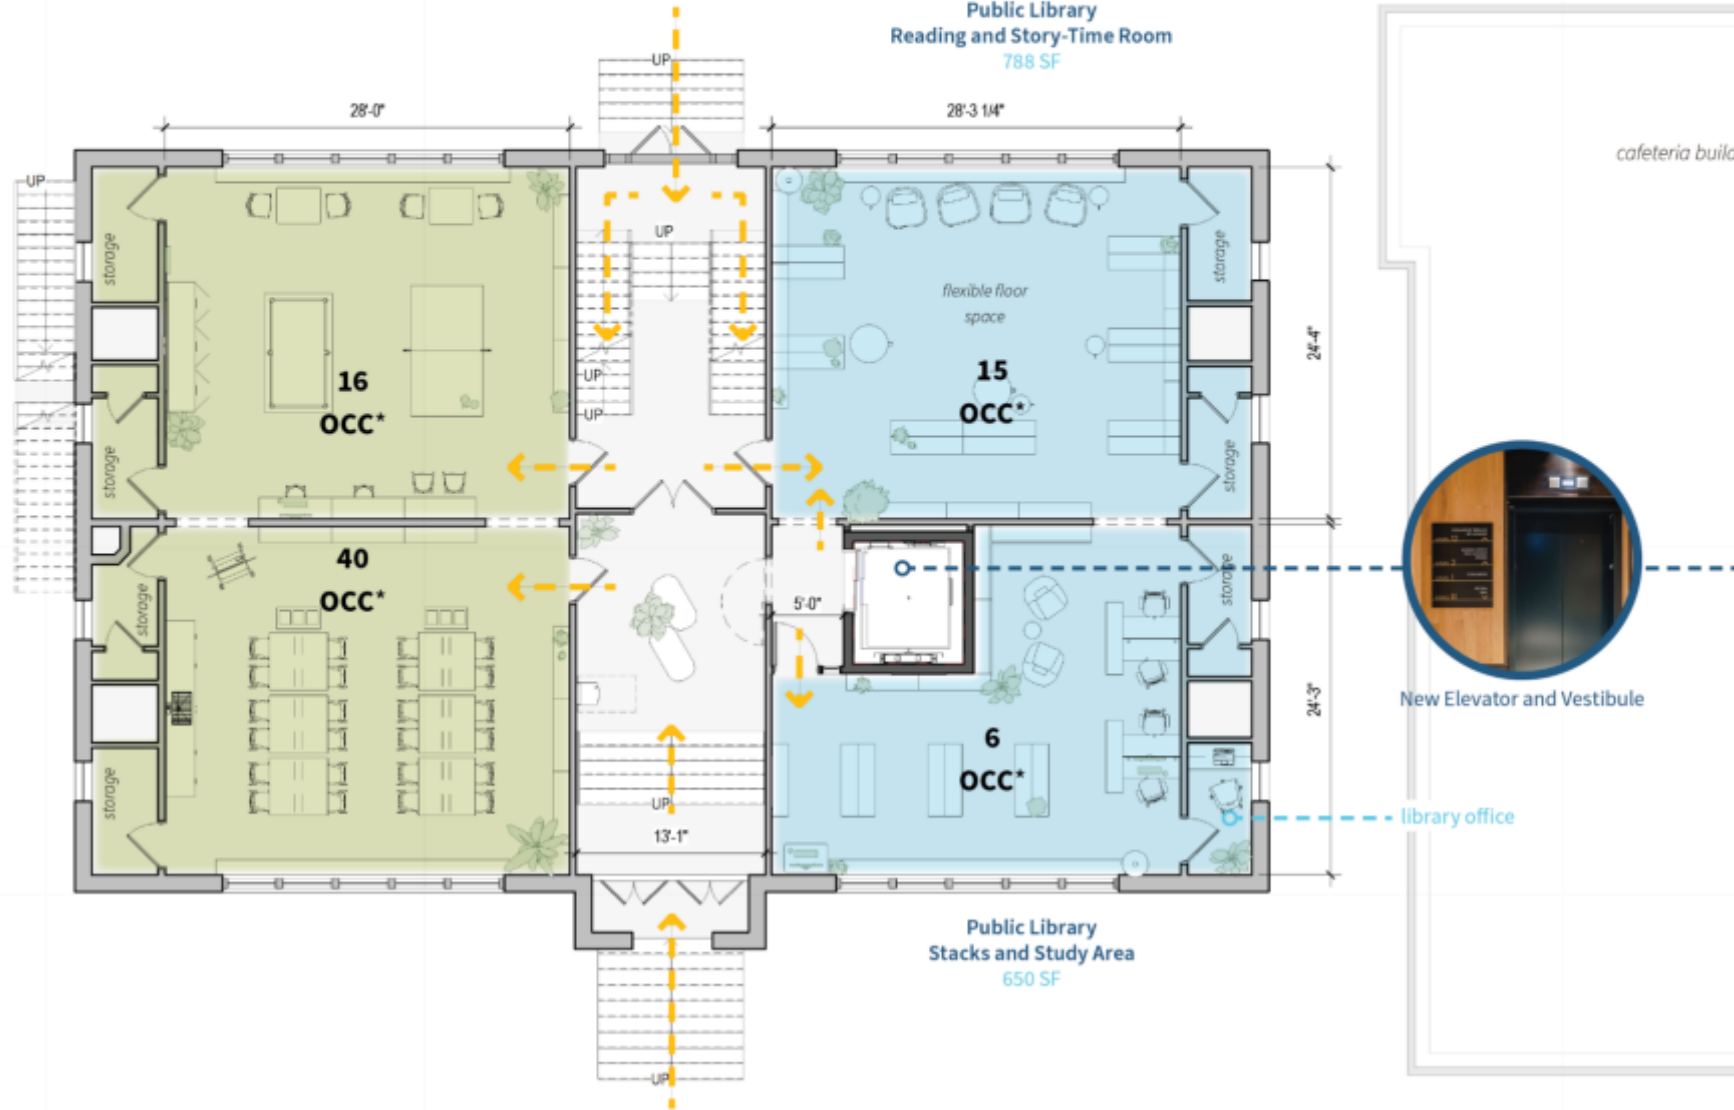 Public Library
Reading and Story-Time Room
788 SF
UP
28'-0"
28'-3 1/4"
cafeteria build
UP
UP
storage
storage
flexible floor
space
24'-4"
16
OCC*
15
OCC*
UP
UP
storage
storage
40
OCC*
storage
storage
5'-0"
New Elevator and Vestibule
24'-3"
6
OCC*
storage
UP
library office
13'-1"
Public Library
Stacks and Study Area
650 SF
UP